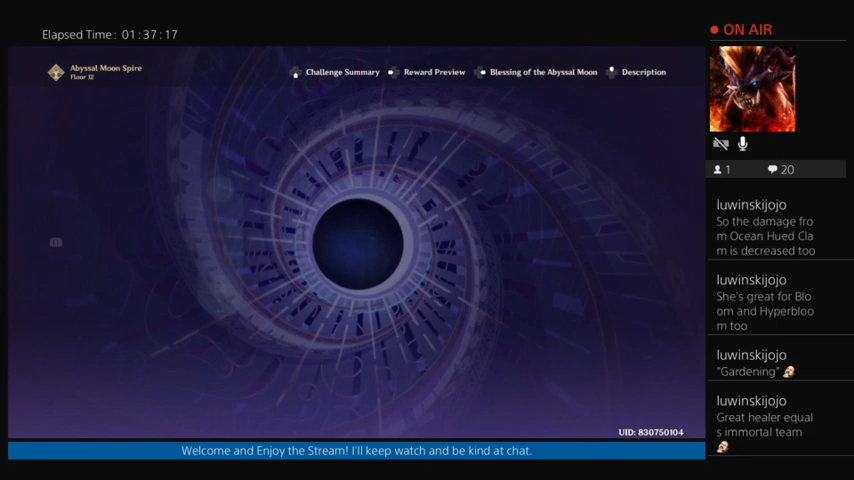 Elapsed Time: 01:37:17
ON AIR
Abyssal Moon Spire
Floor 12
Challenge Summary
Reward Preview
Blessing of the Abyssal Moon
Description
1
20
luwinskijojo
So the damage fro
m Ocean Hued Cla
m is decreased too
luwinskijojo
She's great for Blo
om and Hyperbloo
m too
luwinskijojo
"Gardening"
luwinskijojo
Great healer equal
s immortal team
UID: 830750104
Welcome and Enjoy the Stream! I'll keep watch and be kind at chat.